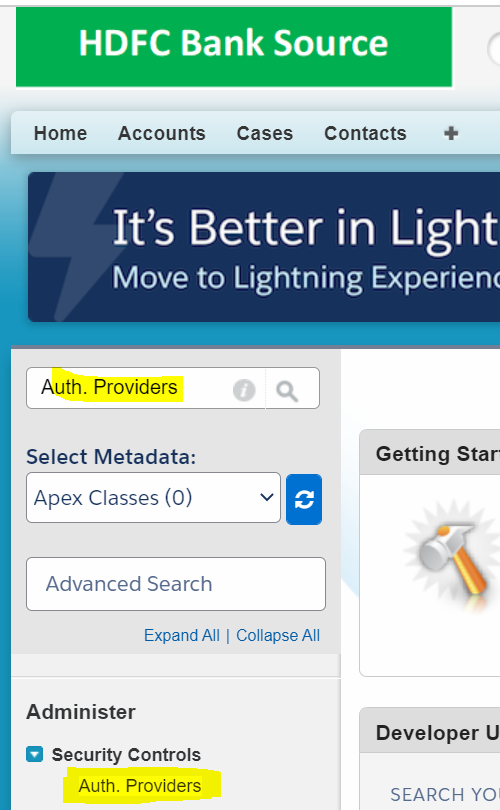 HDFC Bank Source
Home Accounts Cases Contacts
It's Better in Light
Move to Lightning Experienc
Auth. Providers
Select Metadata:
Apex Classes (0)
Advanced Search
Expand All | Collapse All
Getting Start
Administer
Security Controls
Auth. Providers
Developer U
SEARCH YO